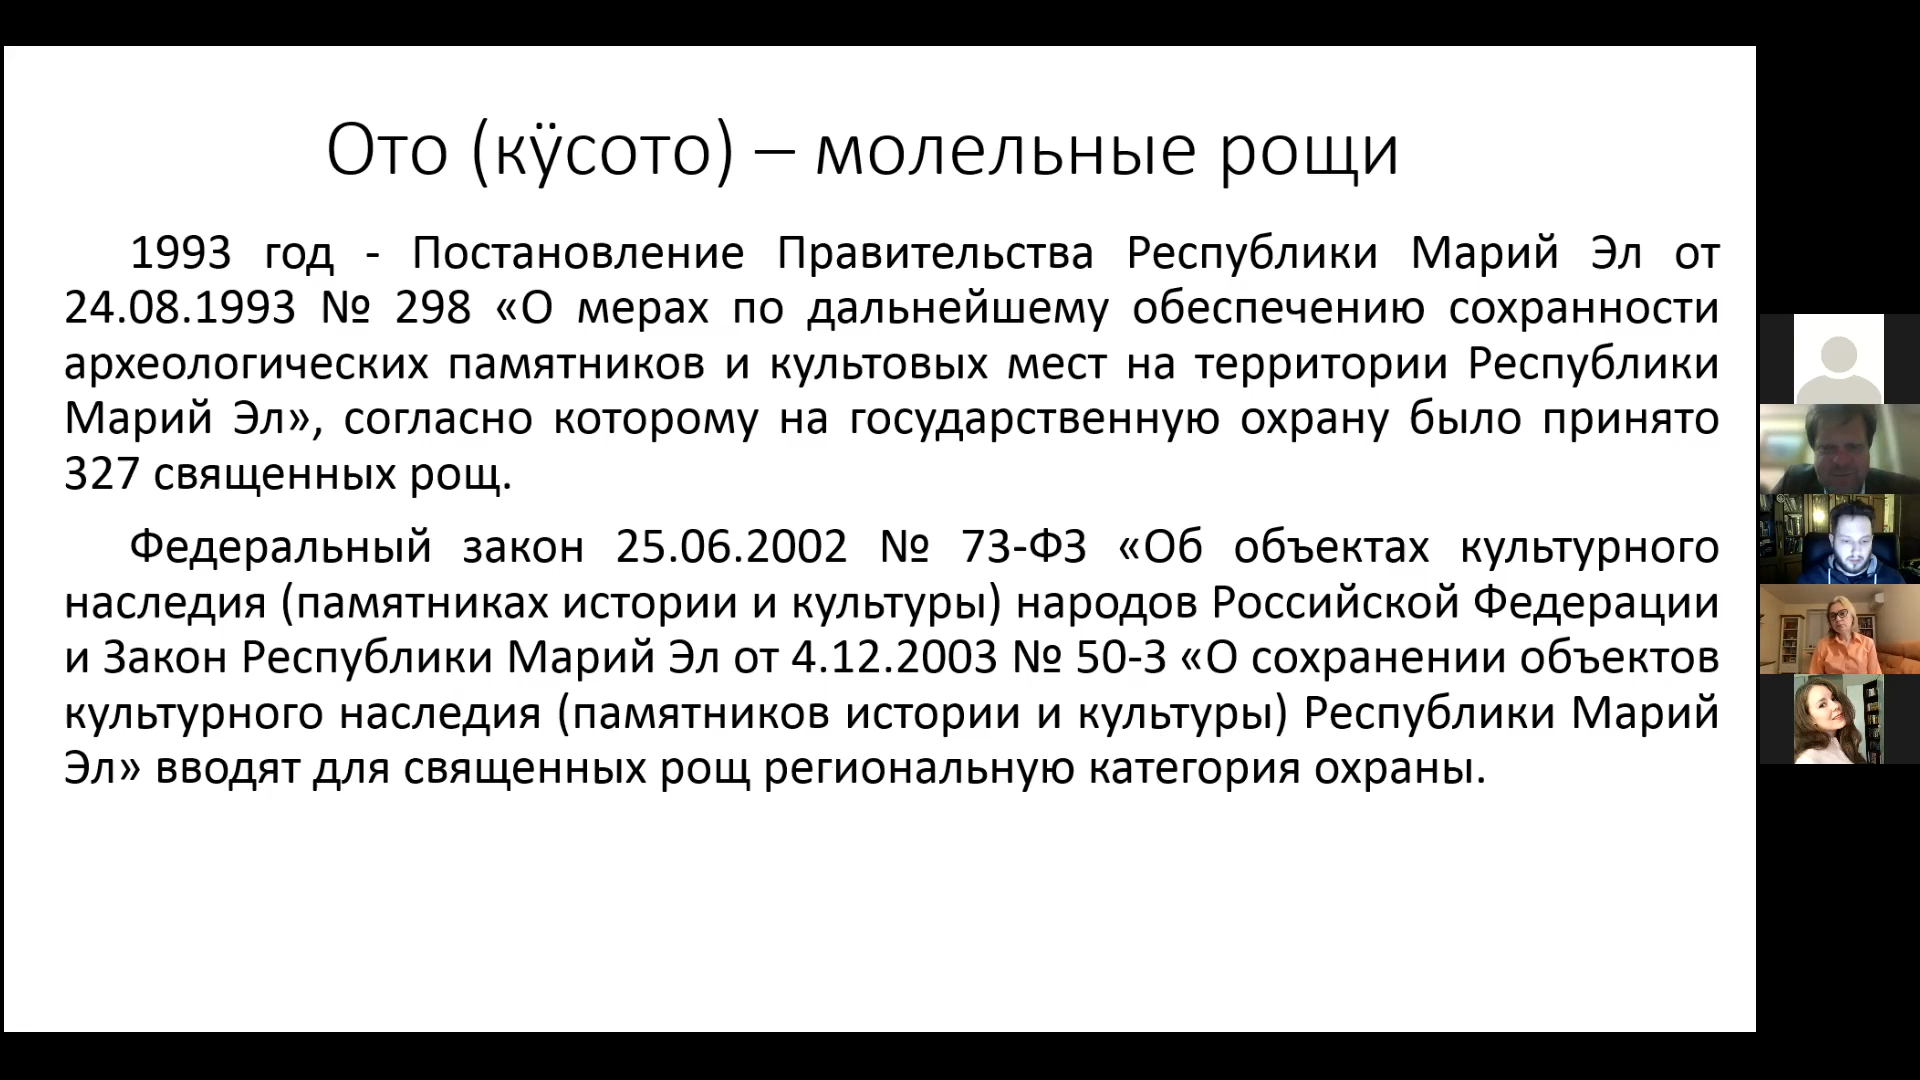 Ото (кӱсото) – молельные рощи
1993 год - Постановление Правительства Республики Марий Эл от
24.08.1993 № 298 «О мерах по дальнейшему обеспечению сохранности
археологических памятников и культовых мест на территории Республики
Марий Эл», согласно которому на государственную охрану было принято
327 священных рощ.
Федеральный закон 25.06.2002 № 73-ФЗ «Об объектах культурного
наследия (памятниках истории и культуры) народов Российской Федерации
и Закон Республики Марий Эл от 4.12.2003 № 50-З «О сохранении объектов
культурного наследия (памятников истории и культуры) Республики Марий
Эл» вводят для священных рощ региональную категория охраны.